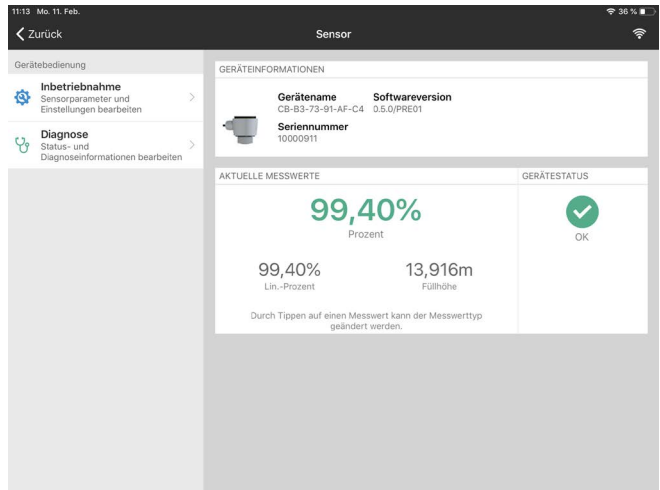 11:13 Mo. 11. Feb.
36 %
Zurück
Sensor
Gerätebedienung
Inbetriebnahme
Sensorparameter und
Einstellungen bearbeiten
Diagnose
Status- und
Diagnoseinformationen bearbeiten
GERÄTEINFORMATIONEN
Gerätename Softwareversion
CB-B3-73-91-AF-C4 0.5.0/PRE01
Seriennummer
10000911
AKTUELLE MESSWERTE
GERÄTESTATUS
99,40%
Prozent
OK
99,40% 13,916m
Lin.-Prozent Füllhöhe
Durch Tippen auf einen Messwert kann der Messwerttyp
geändert werden.